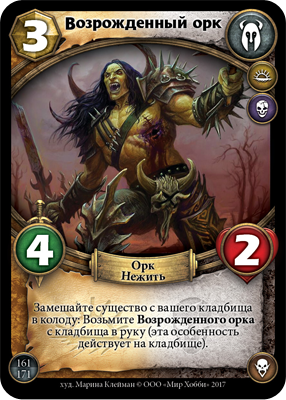 3
Возрожденный орк
4
Орк
Нежить
2
Замешайте существо с вашего кладбища
в колоду: Возьмите Возрожденного орка
с кладбища в руку (эта особенность
действует на кладбище).
161
171
худ. Марина Клейман © ООО «Мир Хобби» 2017